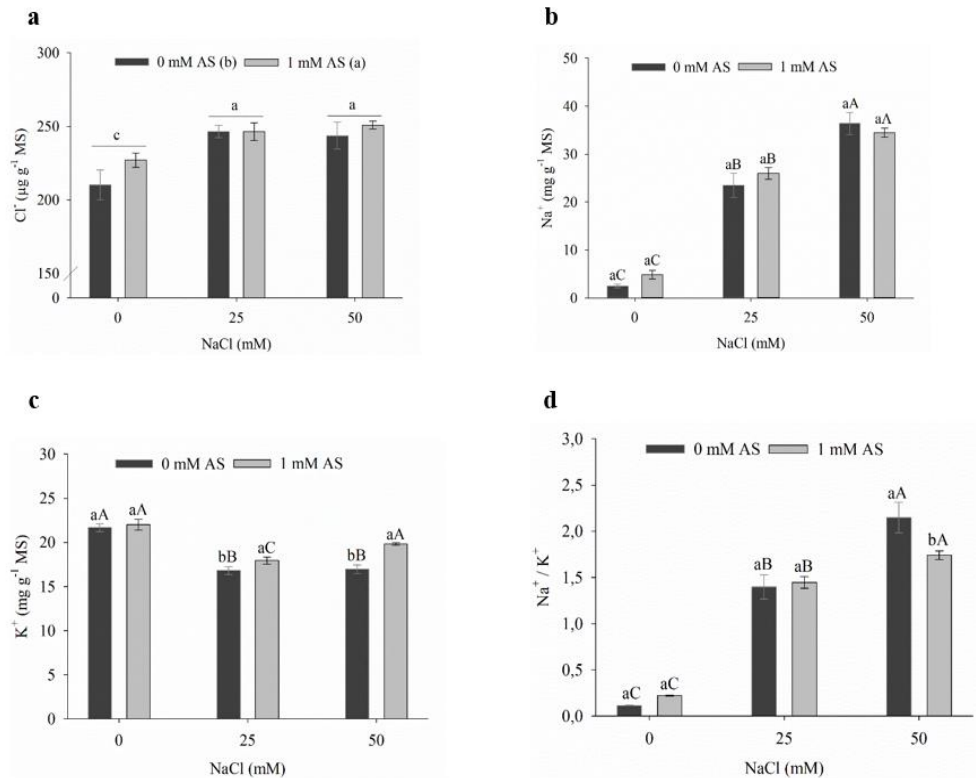 a
300
250
200
150
0
Cl⁻ (µg g⁻¹ MS)
0 mM AS (b) 1 mM AS (a)
c
a
a
0 25 50
NaCl (mM)
b
50
40
30
20
10
0
Na⁺ (mg g⁻¹ MS)
0 mM AS 1 mM AS
aC aC
aB aB
aA aA
0 25 50
NaCl (mM)
c
30
25
20
15
10
5
0
K⁺ (mg g⁻¹ MS)
0 mM AS 1 mM AS
aA aA
bB aC
bB aA
0 25 50
NaCl (mM)
d
3,0
2,5
2,0
1,5
1,0
0,5
0,0
Na⁺ / K⁺
0 mM AS 1 mM AS
aC aC
aB aB
aA bA
0 25 50
NaCl (mM)